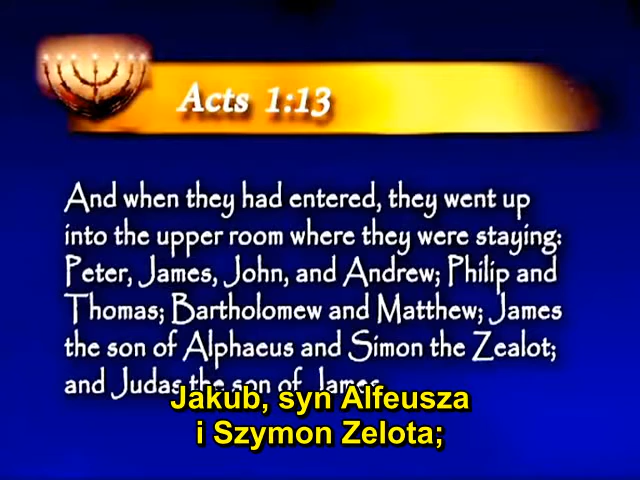 Acts 1:13
And when they had entered, they went up
into the upper room where they were staying:
Peter, James, John, and Andrew; Philip and
Thomas; Bartholomew and Matthew; James
the son of Alphaeus and Simon the Zealot;
and Judas the son of James
Jakub, syn Alfeusza
i Szymon Zelota;